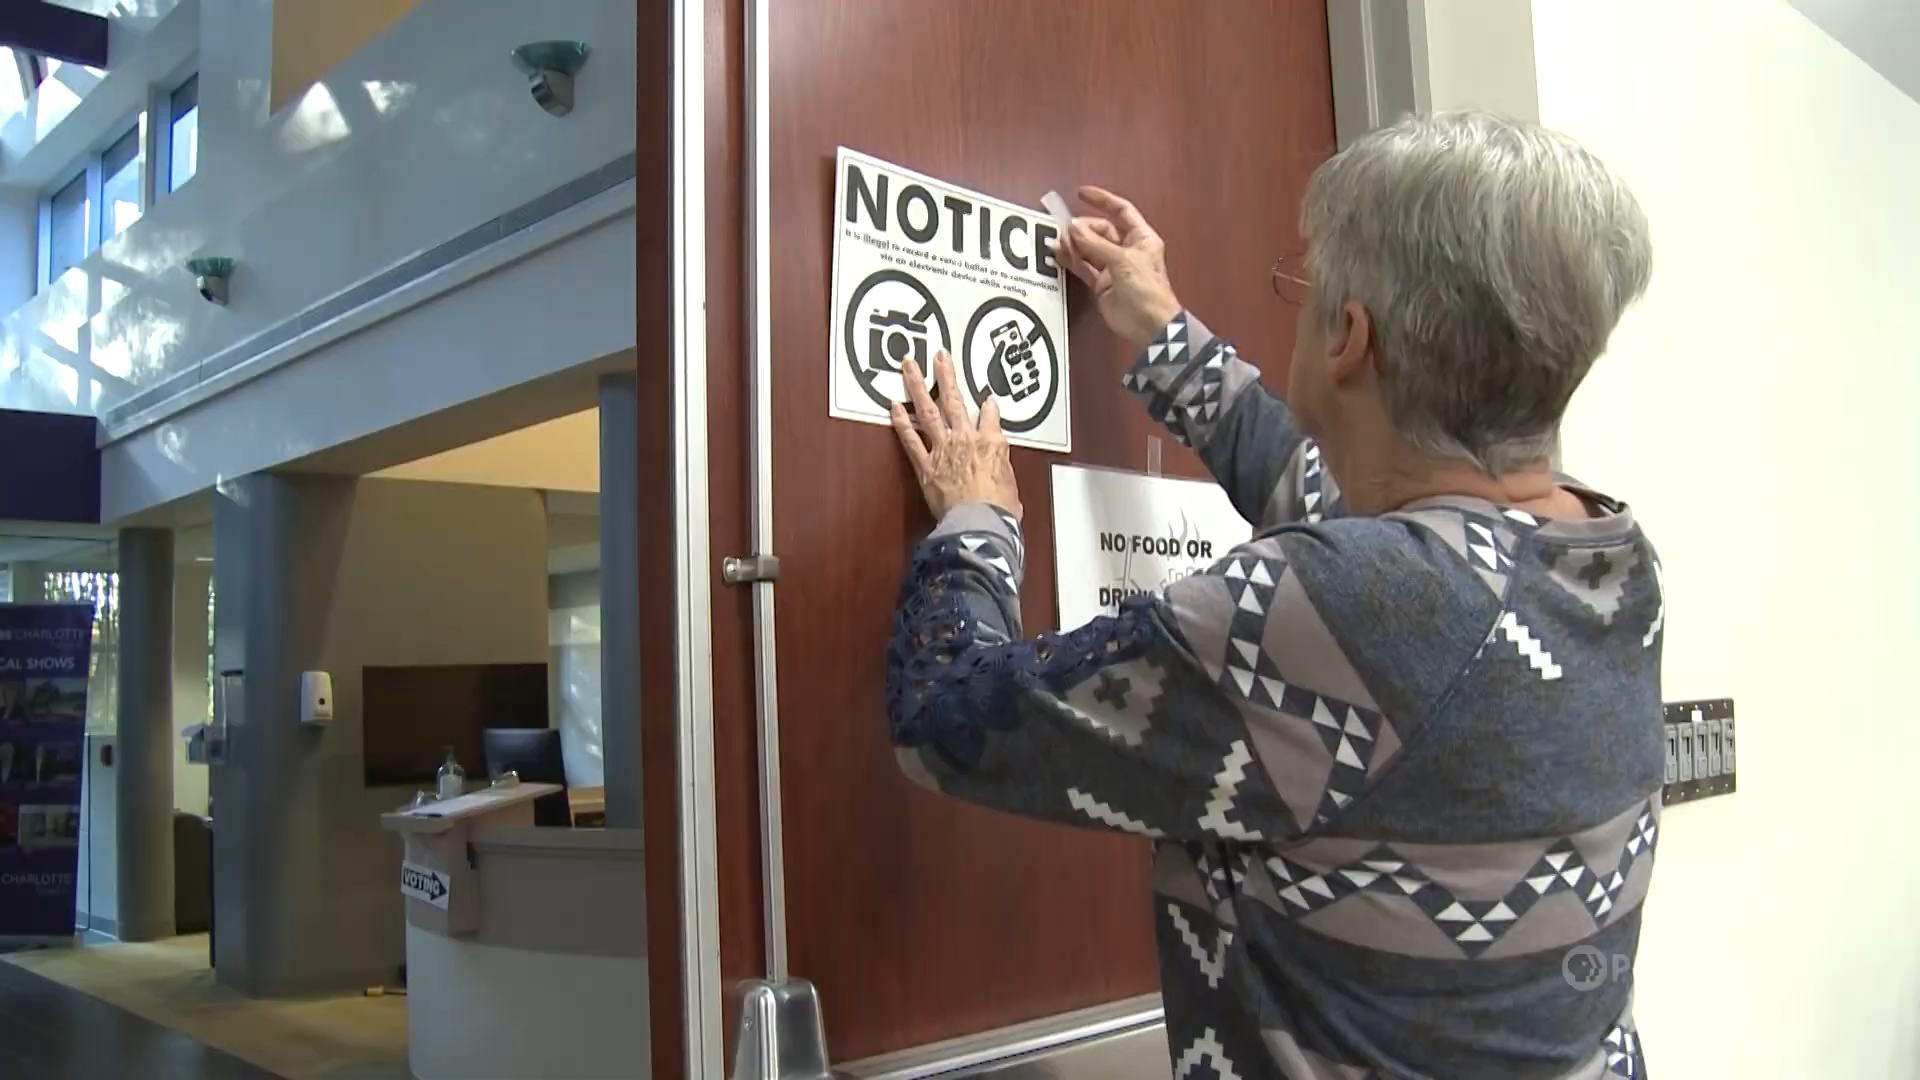 NOTICE
It is illegal to record a voted ballot or to communicate
via an electronic device while voting.
NO FOOD OR
CHARLOTTE
CAL SHOWS
CHARLOTTE
VOTING
P